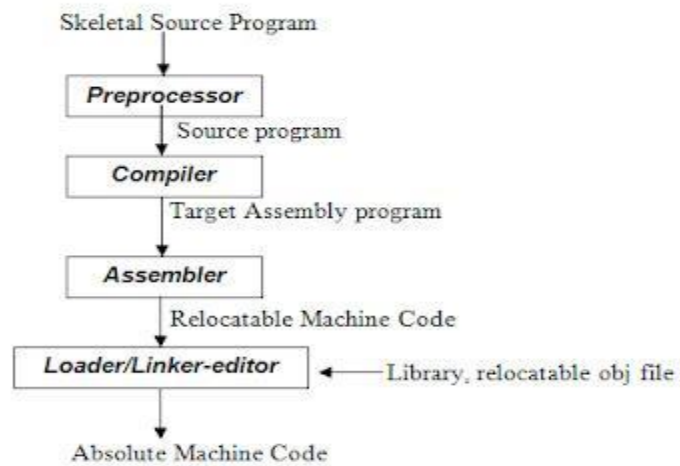 Skeletal Source Program
Preprocessor
Source program
Compiler
Target Assembly program
Assembler
Relocatable Machine Code
Loader/Linker-editor
Library, relocatable obj file
Absolute Machine Code